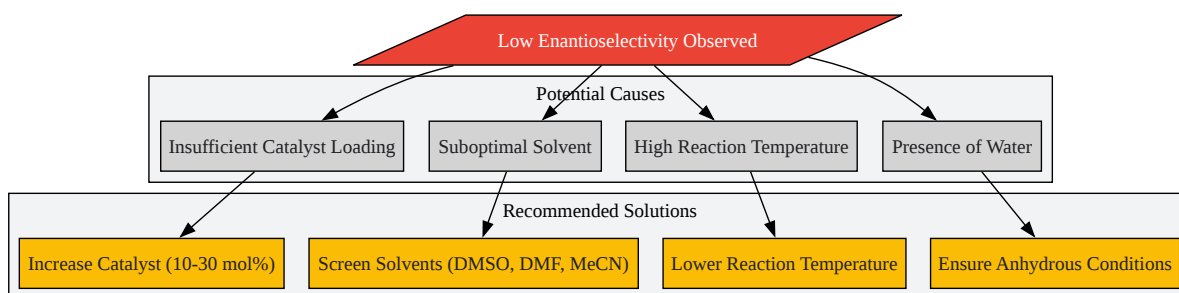 Low Enantioselectivity Observed
Potential Causes
Insufficient Catalyst Loading
Suboptimal Solvent
High Reaction Temperature
Presence of Water
Recommended Solutions
Increase Catalyst (10-30 mol%)
Screen Solvents (DMSO, DMF, MeCN)
Lower Reaction Temperature
Ensure Anhydrous Conditions